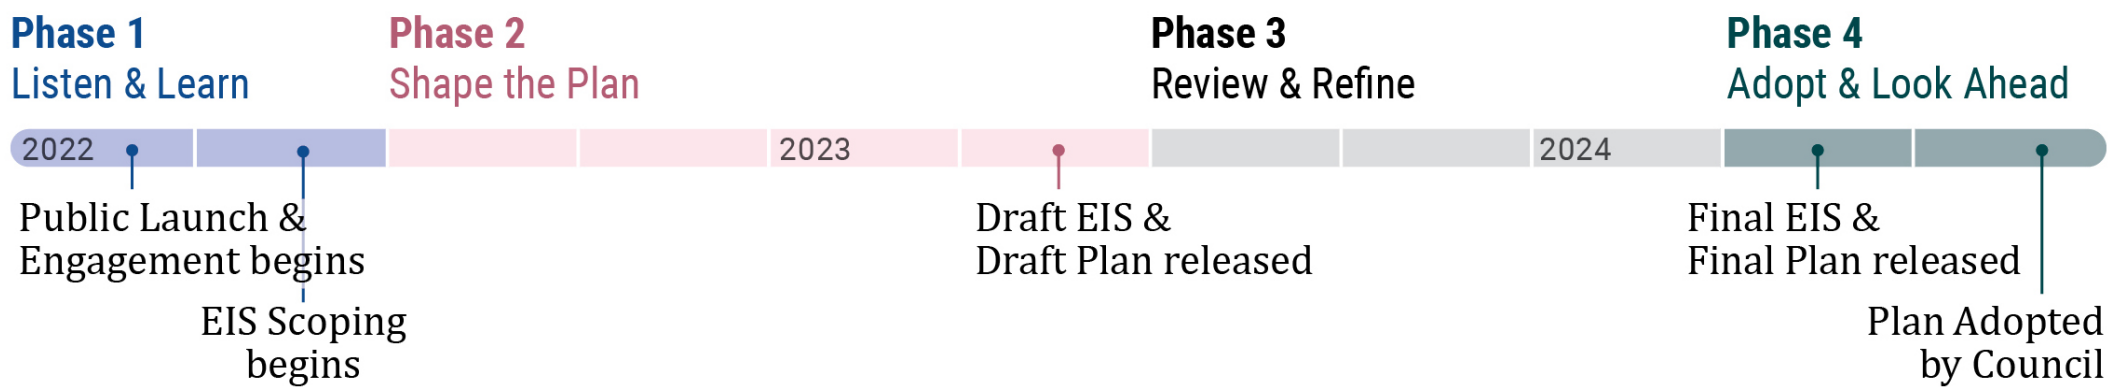 Phase 1
Listen & Learn
Phase 2
Shape the Plan
Phase 3
Review & Refine
Phase 4
Adopt & Look Ahead
2022
2023
2024
Public Launch &
Engagement begins
EIS Scoping
begins
Draft EIS &
Draft Plan released
Final EIS &
Final Plan released
Plan Adopted
by Council